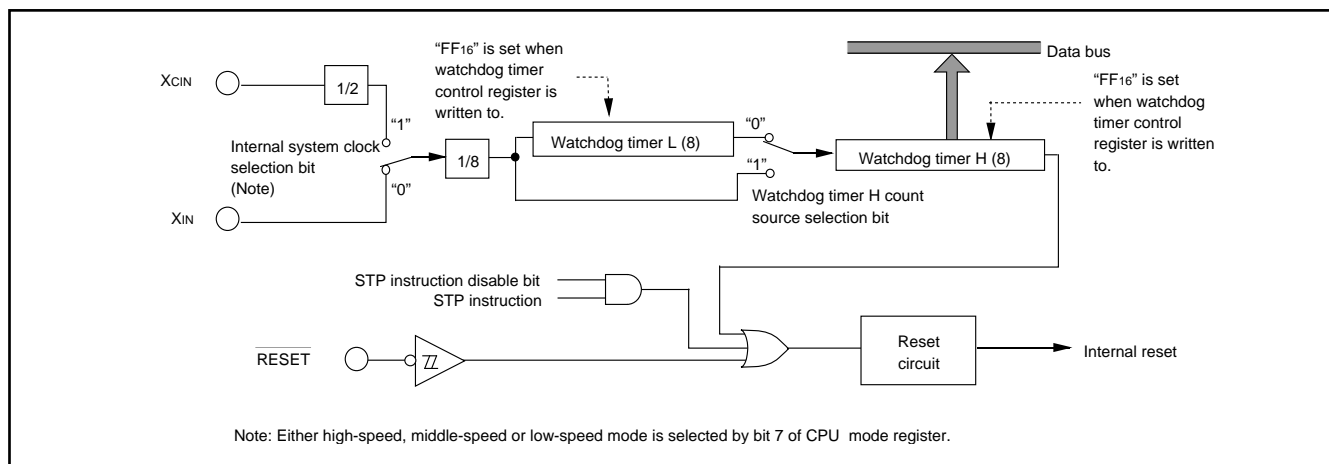 “FF16” is set when
watchdog timer
control register is
written to.
Data bus
“FF16” is set
when watchdog
timer control
register is written
to.
XCIN
1/2
“1”
Internal system clock
selection bit
(Note)
“0”
XIN
1/8
Watchdog timer L (8)
“0”
“1”
Watchdog timer H count
source selection bit
Watchdog timer H (8)
STP instruction disable bit
STP instruction
RESET
Reset
circuit
Internal reset
Note: Either high-speed, middle-speed or low-speed mode is selected by bit 7 of CPU mode register.